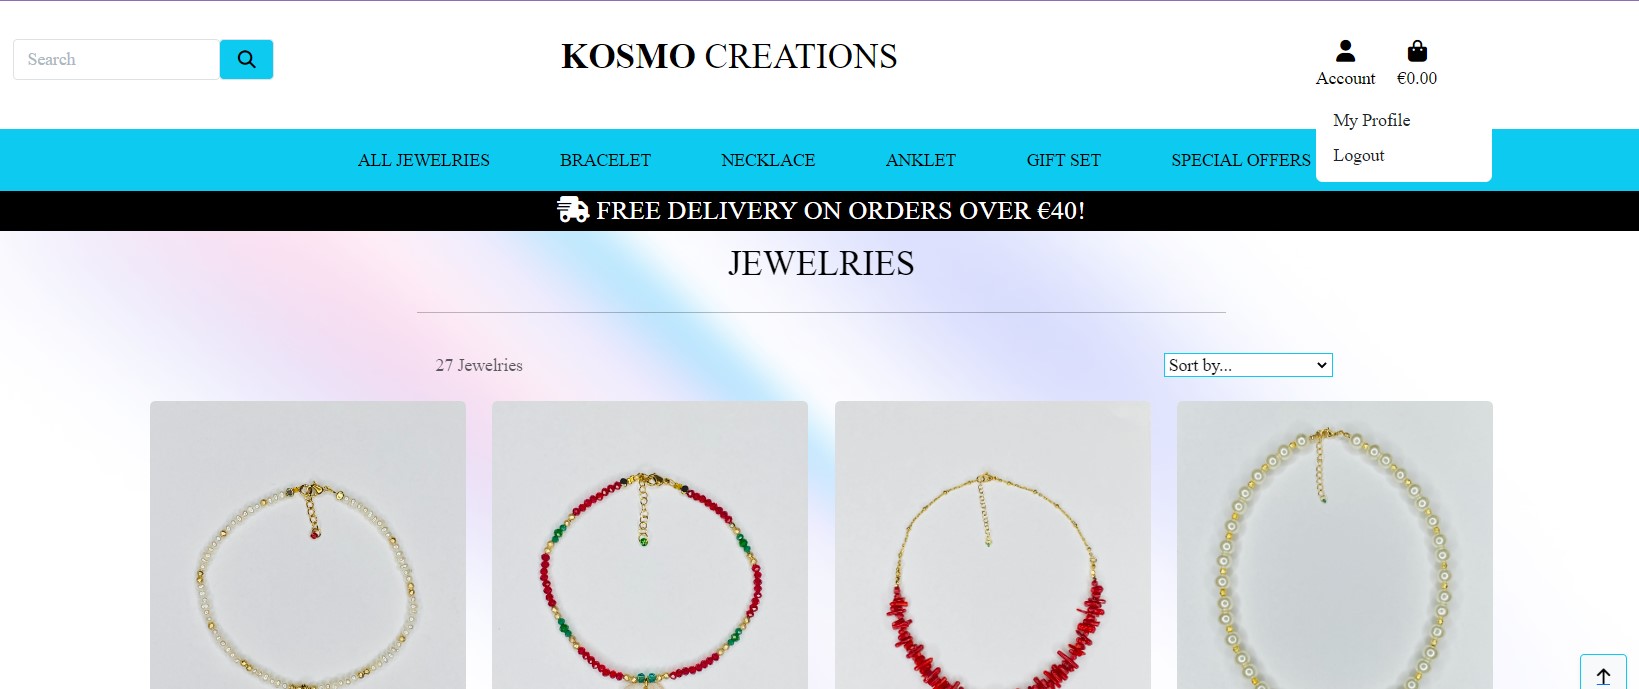 Search
KOSMO CREATIONS
Account
€0.00
My Profile
Logout
ALL JEWELRIES
BRACELET
NECKLACE
ANKLET
GIFT SET
SPECIAL OFFERS
FREE DELIVERY ON ORDERS OVER €40!
JEWELRIES
27 Jewelries
Sort by...